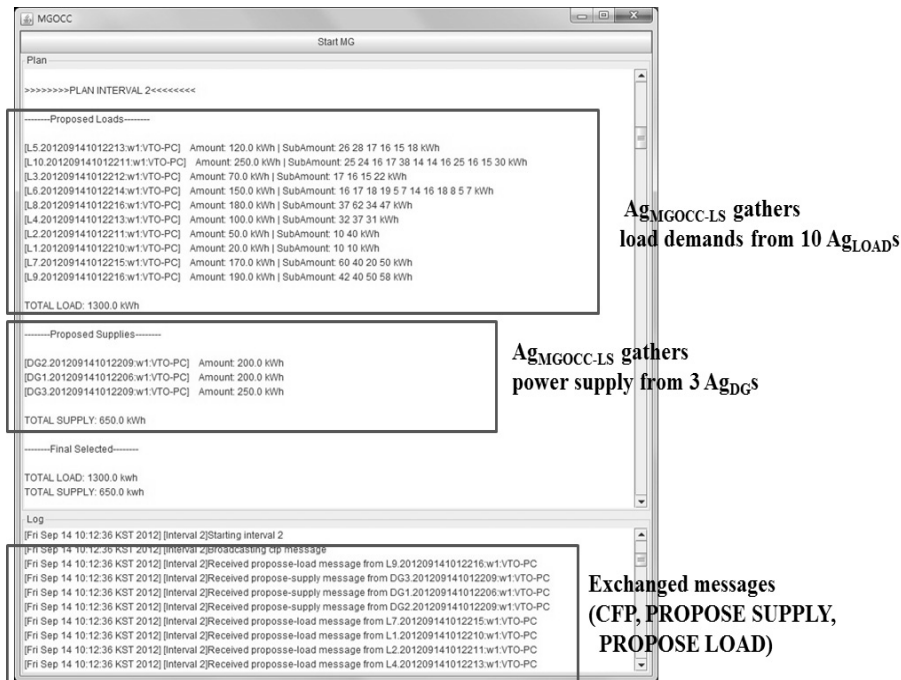 MGOCC
Start MG
Plan
>>>>>>>>PLAN INTERVAL 2<<<<<<<<
--------Proposed Loads--------
[L5.201209141012213:w1:VTO-PC] Amount: 120.0 kWh | SubAmount: 26 28 17 16 15 18 kWh
[L10.201209141012211:w1:VTO-PC] Amount: 250.0 kWh | SubAmount: 25 24 16 17 38 14 14 16 25 16 15 30 kWh
[L3.201209141012212:w1:VTO-PC] Amount: 70.0 kWh | SubAmount: 17 16 15 22 kWh
[L6.201209141012214:w1:VTO-PC] Amount: 150.0 kWh | SubAmount: 16 17 18 19 5 7 14 16 18 8 5 7 kWh
[L8.201209141012216:w1:VTO-PC] Amount: 180.0 kWh | SubAmount: 37 62 34 47 kWh
[L4.201209141012213:w1:VTO-PC] Amount: 100.0 kWh | SubAmount: 32 37 31 kWh
[L2.201209141012211:w1:VTO-PC] Amount: 50.0 kWh | SubAmount: 10 40 kWh
[L1.201209141012210:w1:VTO-PC] Amount: 20.0 kWh | SubAmount: 10 10 kWh
[L7.201209141012215:w1:VTO-PC] Amount: 170.0 kWh | SubAmount: 60 40 20 50 kWh
[L9.201209141012216:w1:VTO-PC] Amount: 190.0 kWh | SubAmount: 42 40 50 58 kWh
TOTAL LOAD: 1300.0 kWh
Ag_MGOCC-LS gathers
load demands from 10 Ag_LOADs
--------Proposed Supplies--------
[DG2.201209141012209:w1:VTO-PC] Amount: 200.0 kWh
[DG1.201209141012206:w1:VTO-PC] Amount: 200.0 kWh
[DG3.201209141012209:w1:VTO-PC] Amount: 250.0 kWh
TOTAL SUPPLY: 650.0 kWh
Ag_MGOCC-LS gathers
power supply from 3 Ag_DGs
--------Final Selected--------
TOTAL LOAD: 1300.0 kwh
TOTAL SUPPLY: 650.0 kwh
Log
[Fri Sep 14 10:12:36 KST 2012] [Interval 2]Starting interval 2
[Fri Sep 14 10:12:36 KST 2012] [Interval 2]Broadcasting cfp message
[Fri Sep 14 10:12:36 KST 2012] [Interval 2]Received proposse-load message from L9.201209141012216:w1:VTO-PC
[Fri Sep 14 10:12:36 KST 2012] [Interval 2]Received propose-supply message from DG3.201209141012209:w1:VTO-PC
[Fri Sep 14 10:12:36 KST 2012] [Interval 2]Received propose-supply message from DG1.201209141012206:w1:VTO-PC
[Fri Sep 14 10:12:36 KST 2012] [Interval 2]Received propose-supply message from DG2.201209141012209:w1:VTO-PC
[Fri Sep 14 10:12:36 KST 2012] [Interval 2]Received proposse-load message from L7.201209141012215:w1:VTO-PC
[Fri Sep 14 10:12:36 KST 2012] [Interval 2]Received proposse-load message from L1.201209141012210:w1:VTO-PC
[Fri Sep 14 10:12:36 KST 2012] [Interval 2]Received proposse-load message from L2.201209141012211:w1:VTO-PC
[Fri Sep 14 10:12:36 KST 2012] [Interval 2]Received proposse-load message from L4.201209141012213:w1:VTO-PC
Exchanged messages
(CFP, PROPOSE SUPPLY,
PROPOSE LOAD)